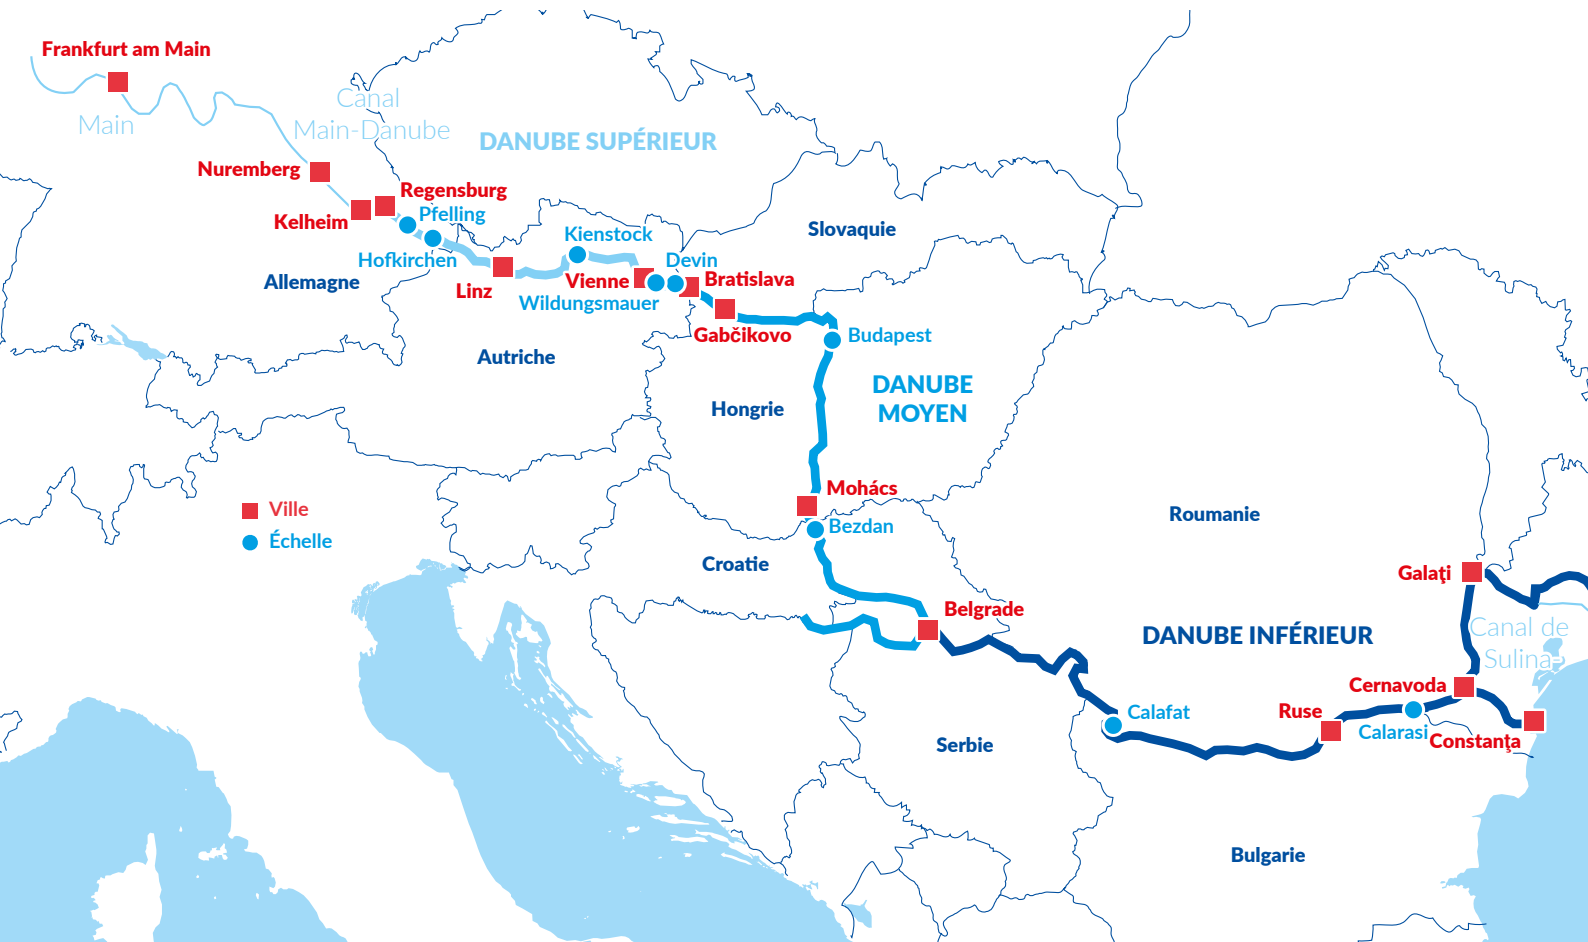 Frankfurt am Main
Main
Canal
Main-Danube
DANUBE SUPÉRIEUR
Nuremberg
Regensburg
Kelheim
Pfelling
Hofkirchen
Allemagne
Linz
Kienstock
Vienne
Wildungsmauer
Devin
Bratislava
Slovaquie
Gabčikovo
Autriche
Budapest
Hongrie
DANUBE
MOYEN
Ville
Échelle
Mohács
Bezdan
Croatie
Roumanie
Belgrade
Galaţi
DANUBE INFÉRIEUR
Canal de
Sulina
Cernavoda
Calafat
Ruse
Calarasi
Constanţa
Serbie
Bulgarie